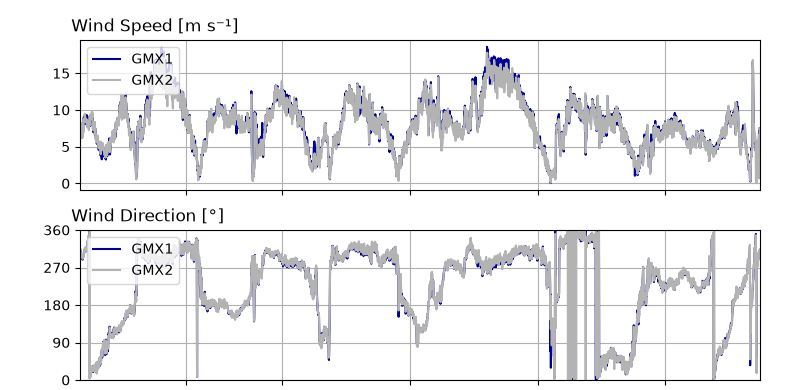 Wind Speed [m s⁻¹]
GMX1
GMX2
15
10
5
0
Wind Direction [°]
360
GMX1
GMX2
270
180
90
0